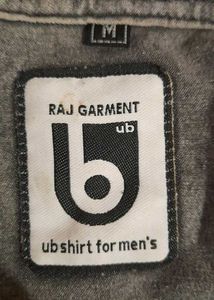 M
RAJ GARMENT
ub
ub shirt for men's